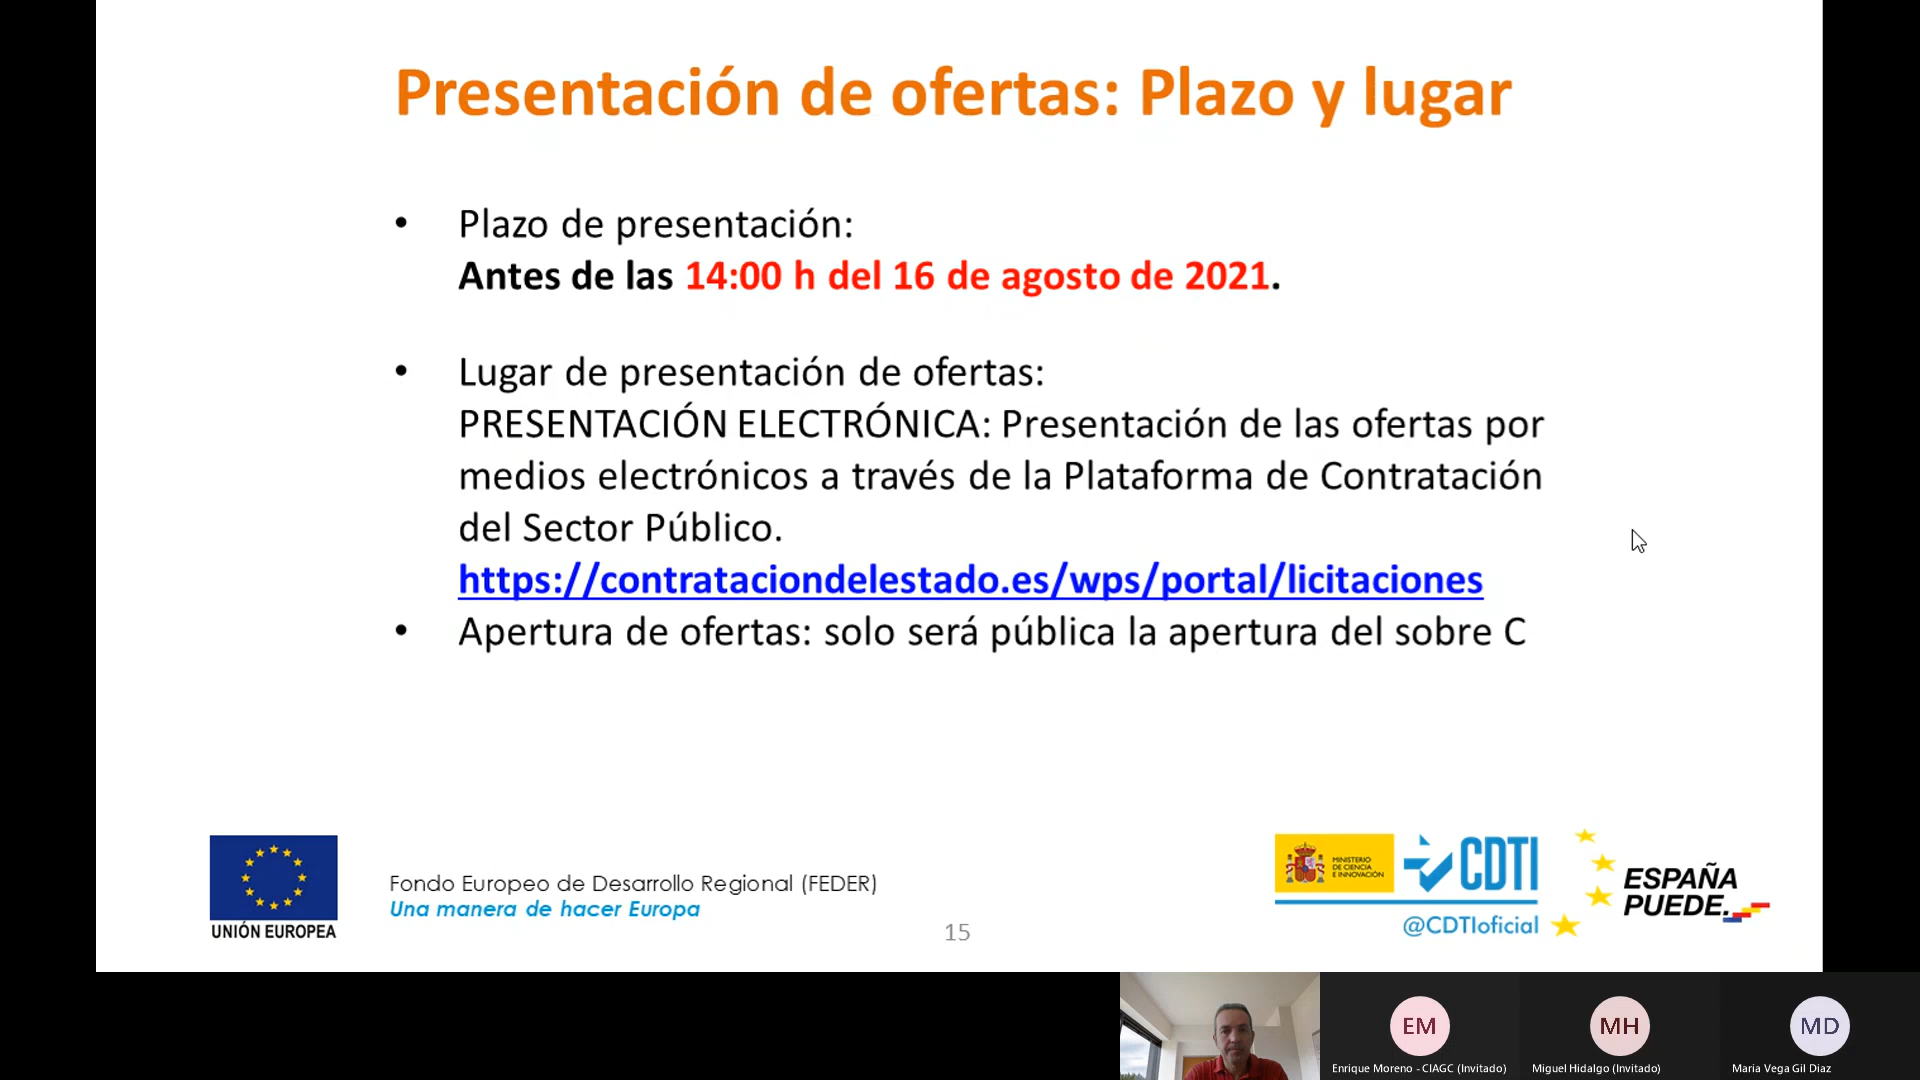 Presentación de ofertas: Plazo y lugar
• Plazo de presentación:
Antes de las 14:00 h del 16 de agosto de 2021.
• Lugar de presentación de ofertas:
PRESENTACIÓN ELECTRÓNICA: Presentación de las ofertas por
medios electrónicos a través de la Plataforma de Contratación
del Sector Público.
https://contrataciondelestado.es/wps/portal/licitaciones
• Apertura de ofertas: solo será pública la apertura del sobre C
UNIÓN EUROPEA
Fondo Europeo de Desarrollo Regional (FEDER)
Una manera de hacer Europa
15
MINISTERIO
DE CIENCIA
E INNOVACIÓN
CDTI
@CDTIoficial
ESPAÑA
PUEDE.
EM
Enrique Moreno - CIAGC (Invitado)
MH
Miguel Hidalgo (Invitado)
MD
Maria Vega Gil Diaz